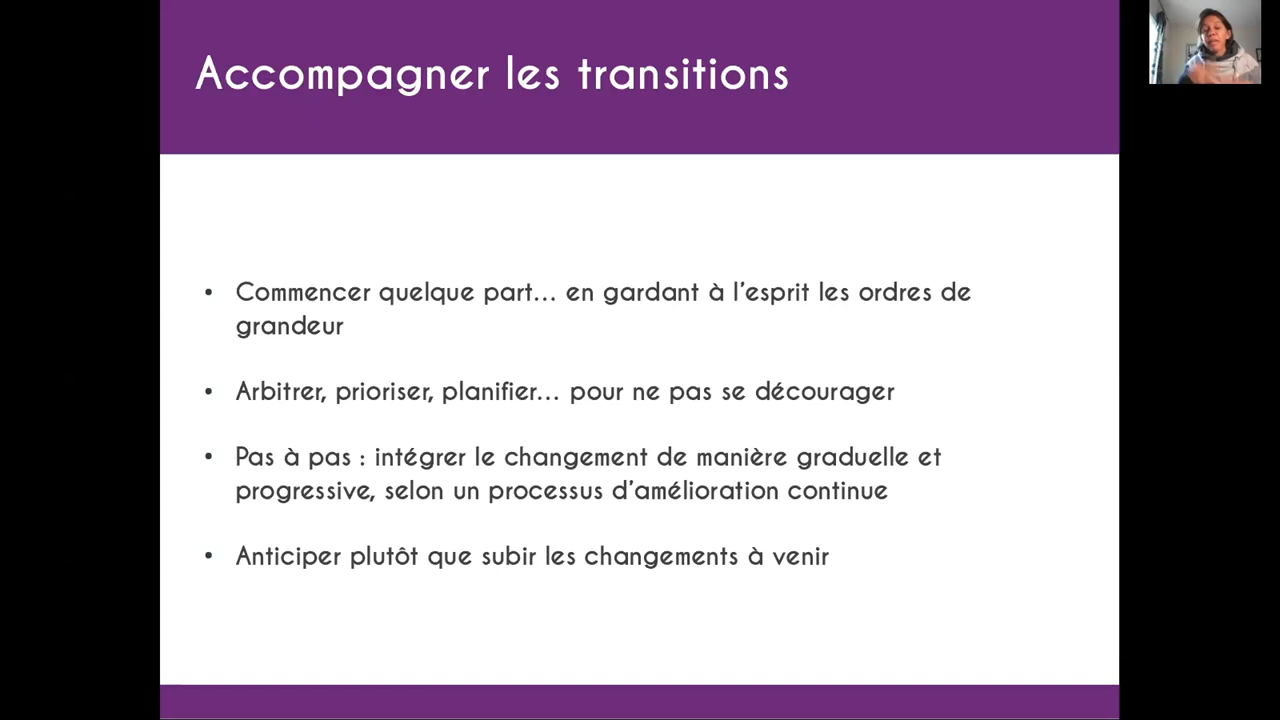 Accompagner les transitions
• Commencer quelque part... en gardant à l'esprit les ordres de
grandeur
• Arbitrer, prioriser, planifier... pour ne pas se décourager
• Pas à pas : intégrer le changement de manière graduelle et
progressive, selon un processus d'amélioration continue
• Anticiper plutôt que subir les changements à venir